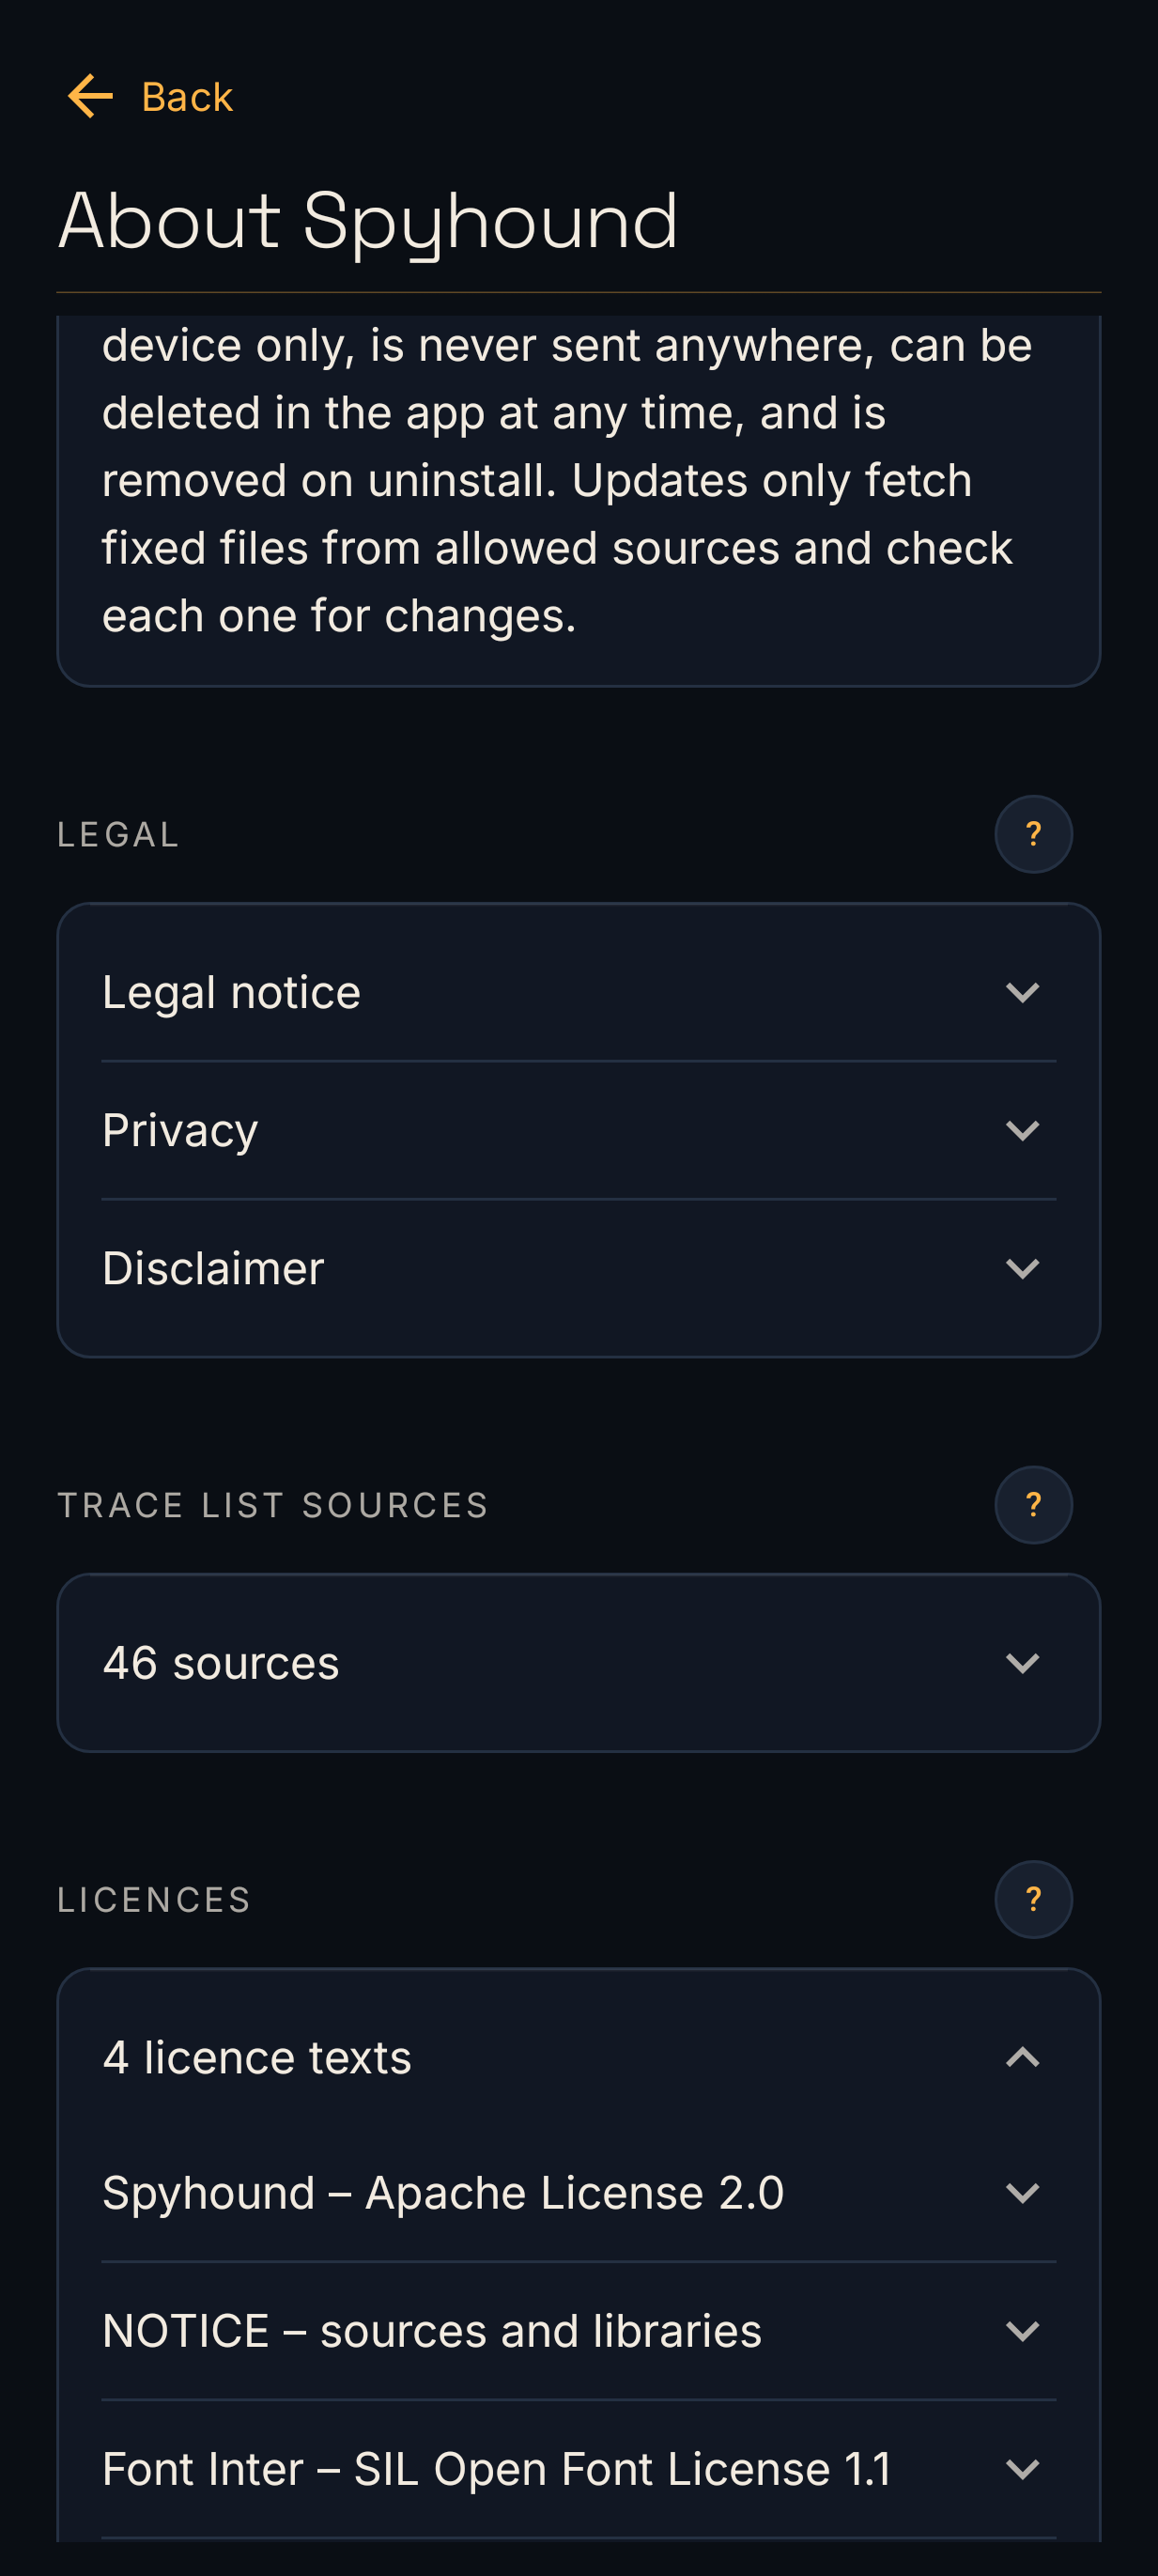 Back
About Spyhound
device only, is never sent anywhere, can be
deleted in the app at any time, and is
removed on uninstall. Updates only fetch
fixed files from allowed sources and check
each one for changes.
LEGAL
?
Legal notice
Privacy
Disclaimer
TRACE LIST SOURCES
?
46 sources
LICENCES
?
4 licence texts
Spyhound – Apache License 2.0
NOTICE – sources and libraries
Font Inter – SIL Open Font License 1.1